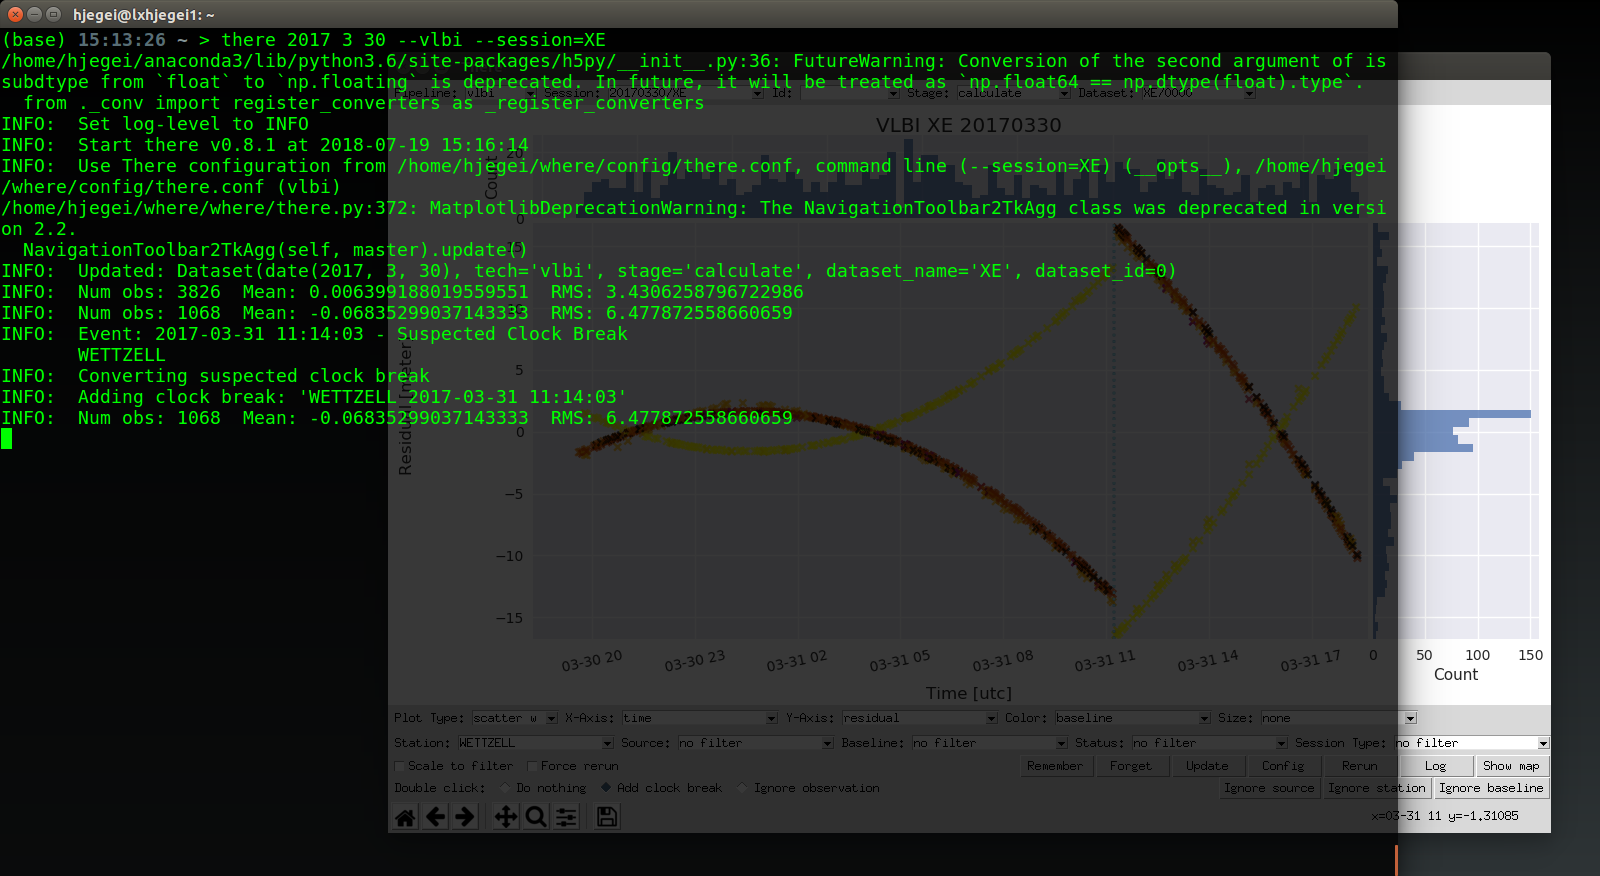 hjegei@lxhjegei1: ~
(base) 15:13:26 ~ > there 2017 3 30 --vlbi --session=XE
/home/hjegei/anaconda3/lib/python3.6/site-packages/h5py/__init__.py:36: FutureWarning: Conversion of the second argument of is
subdtype from `float` to `np.floating` is deprecated. In future, it will be treated as `np.float64 == np.dtype(float).type`.
  from ._conv import register_converters as _register_converters
INFO:  Set log-level to INFO
INFO:  Start there v0.8.1 at 2018-07-19 15:16:14
INFO:  Use There configuration from /home/hjegei/where/config/there.conf, command line (--session=XE) (__opts__), /home/hjegei
/where/config/there.conf (vlbi)
/home/hjegei/where/where/there.py:372: MatplotlibDeprecationWarning: The NavigationToolbar2TkAgg class was deprecated in versi
on 2.2.
  NavigationToolbar2TkAgg(self, master).update()
INFO:  Updated: Dataset(date(2017, 3, 30), tech='vlbi', stage='calculate', dataset_name='XE', dataset_id=0)
INFO:  Num obs: 3826  Mean: 0.006399188019559551  RMS: 3.4306258796722986
INFO:  Num obs: 1068  Mean: -0.06835299037143333  RMS: 6.477872558660659
INFO:  Event: 2017-03-31 11:14:03 - Suspected Clock Break
       WETTZELL
INFO:  Converting suspected clock break
INFO:  Adding clock break: 'WETTZELL 2017-03-31 11:14:03'
INFO:  Num obs: 1068  Mean: -0.06835299037143333  RMS: 6.477872558660659
Pipeline: vlbi Session: 20170330/XE Id: Stage: calculate Dataset: XE/0000
VLBI XE 20170330
Count
20
0
Residual [meter]
15
5
0
−5
−10
−15
03-30 20 03-30 23 03-31 02 03-31 05 03-31 08 03-31 11 03-31 14 03-31 17
Time [utc]
0 50 100 150
Count
Plot Type: scatter w X-Axis: time Y-Axis: residual Color: baseline Size: none
Station: WETTZELL Source: no filter Baseline: no filter Status: no filter Session Type: no filter
Scale to filter Force rerun Remember Forget Update Config Rerun Log Show map
Double click: Do nothing Add clock break Ignore observation Ignore source Ignore station Ignore baseline
x=03-31 11 y=-1.31085